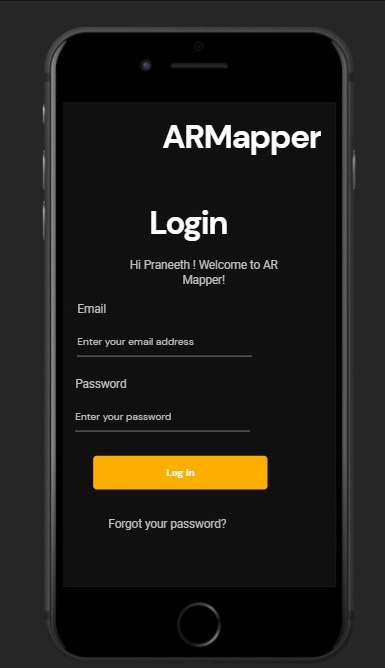 ARMapper
Login
Hi Praneeth ! Welcome to AR
Mapper!
Email
Enter your email address
Password
Enter your password
Log In
Forgot your password?